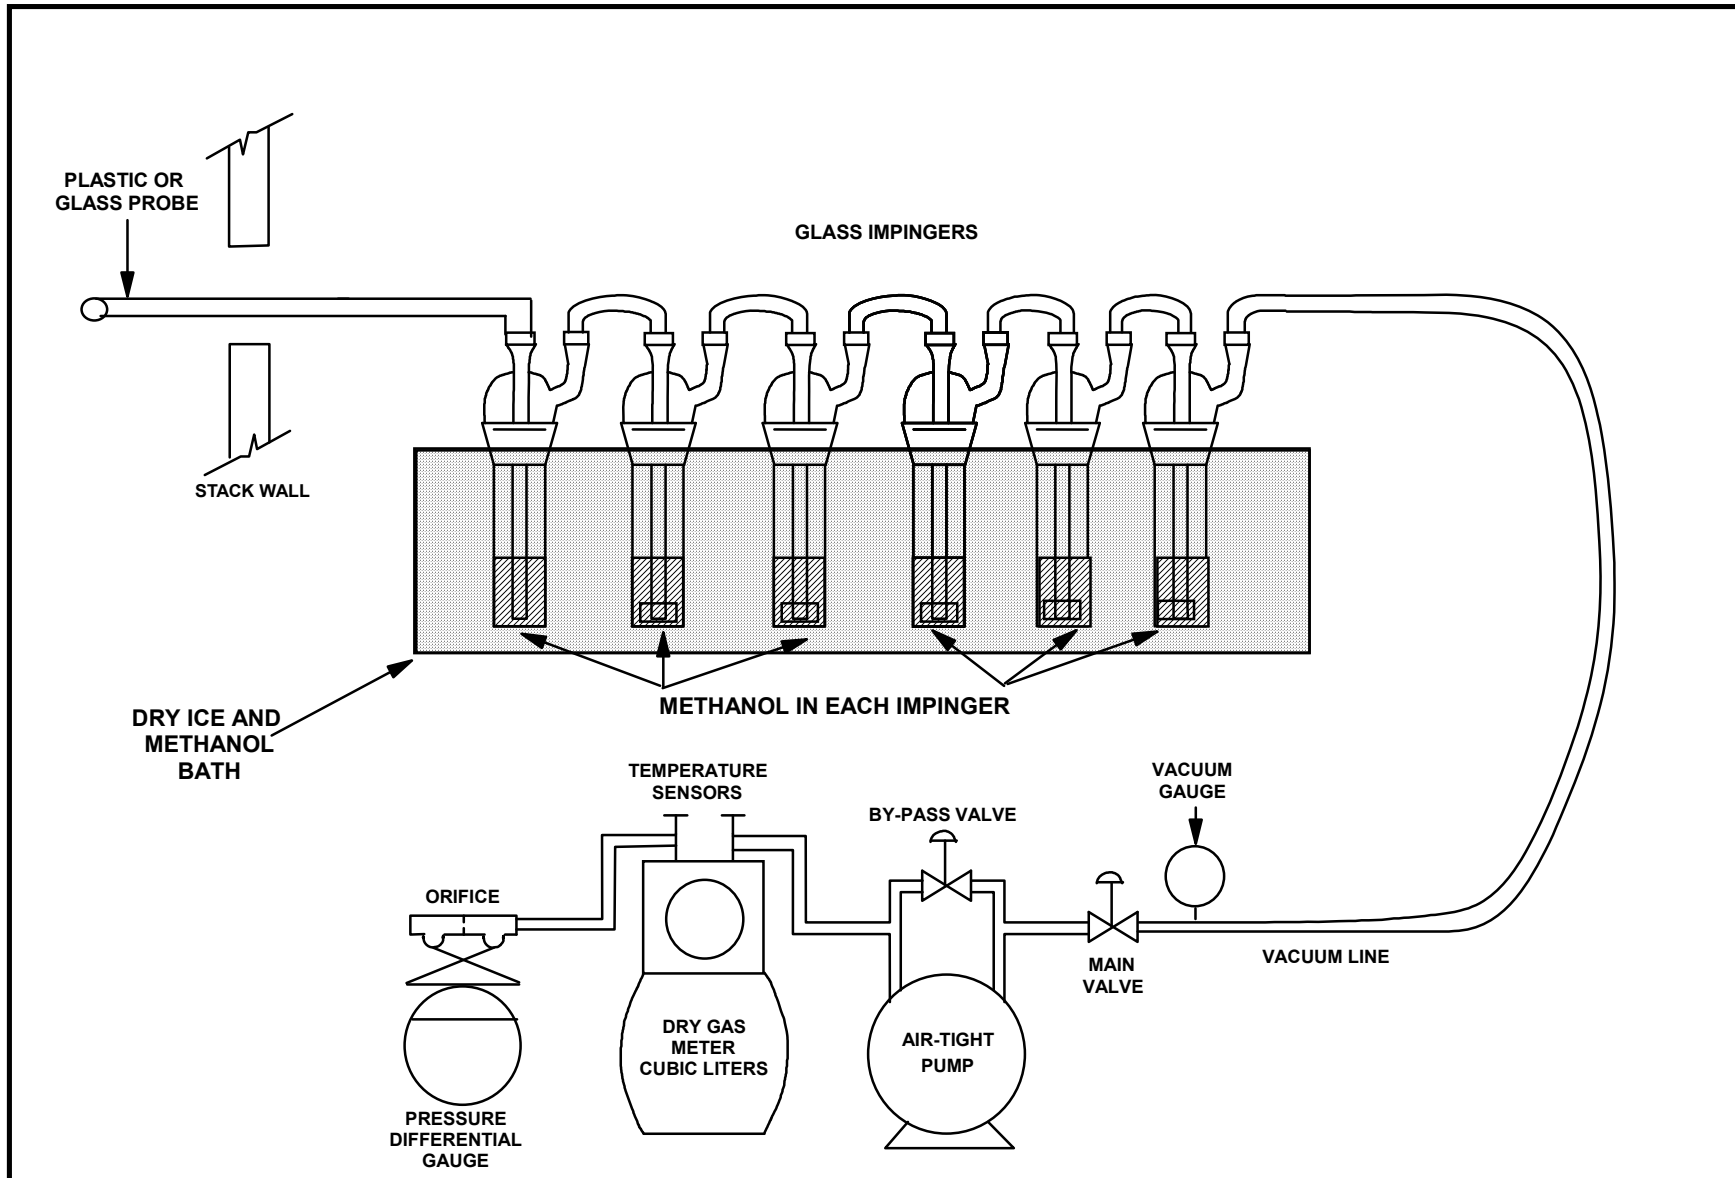 PLASTIC OR
GLASS PROBE
GLASS IMPINGERS
STACK WALL
METHANOL IN EACH IMPINGER
DRY ICE AND
METHANOL
BATH
TEMPERATURE
SENSORS
BY-PASS VALVE
VACUUM
GAUGE
ORIFICE
VACUUM LINE
MAIN
VALVE
DRY GAS
METER
CUBIC LITERS
AIR-TIGHT
PUMP
PRESSURE
DIFFERENTIAL
GAUGE